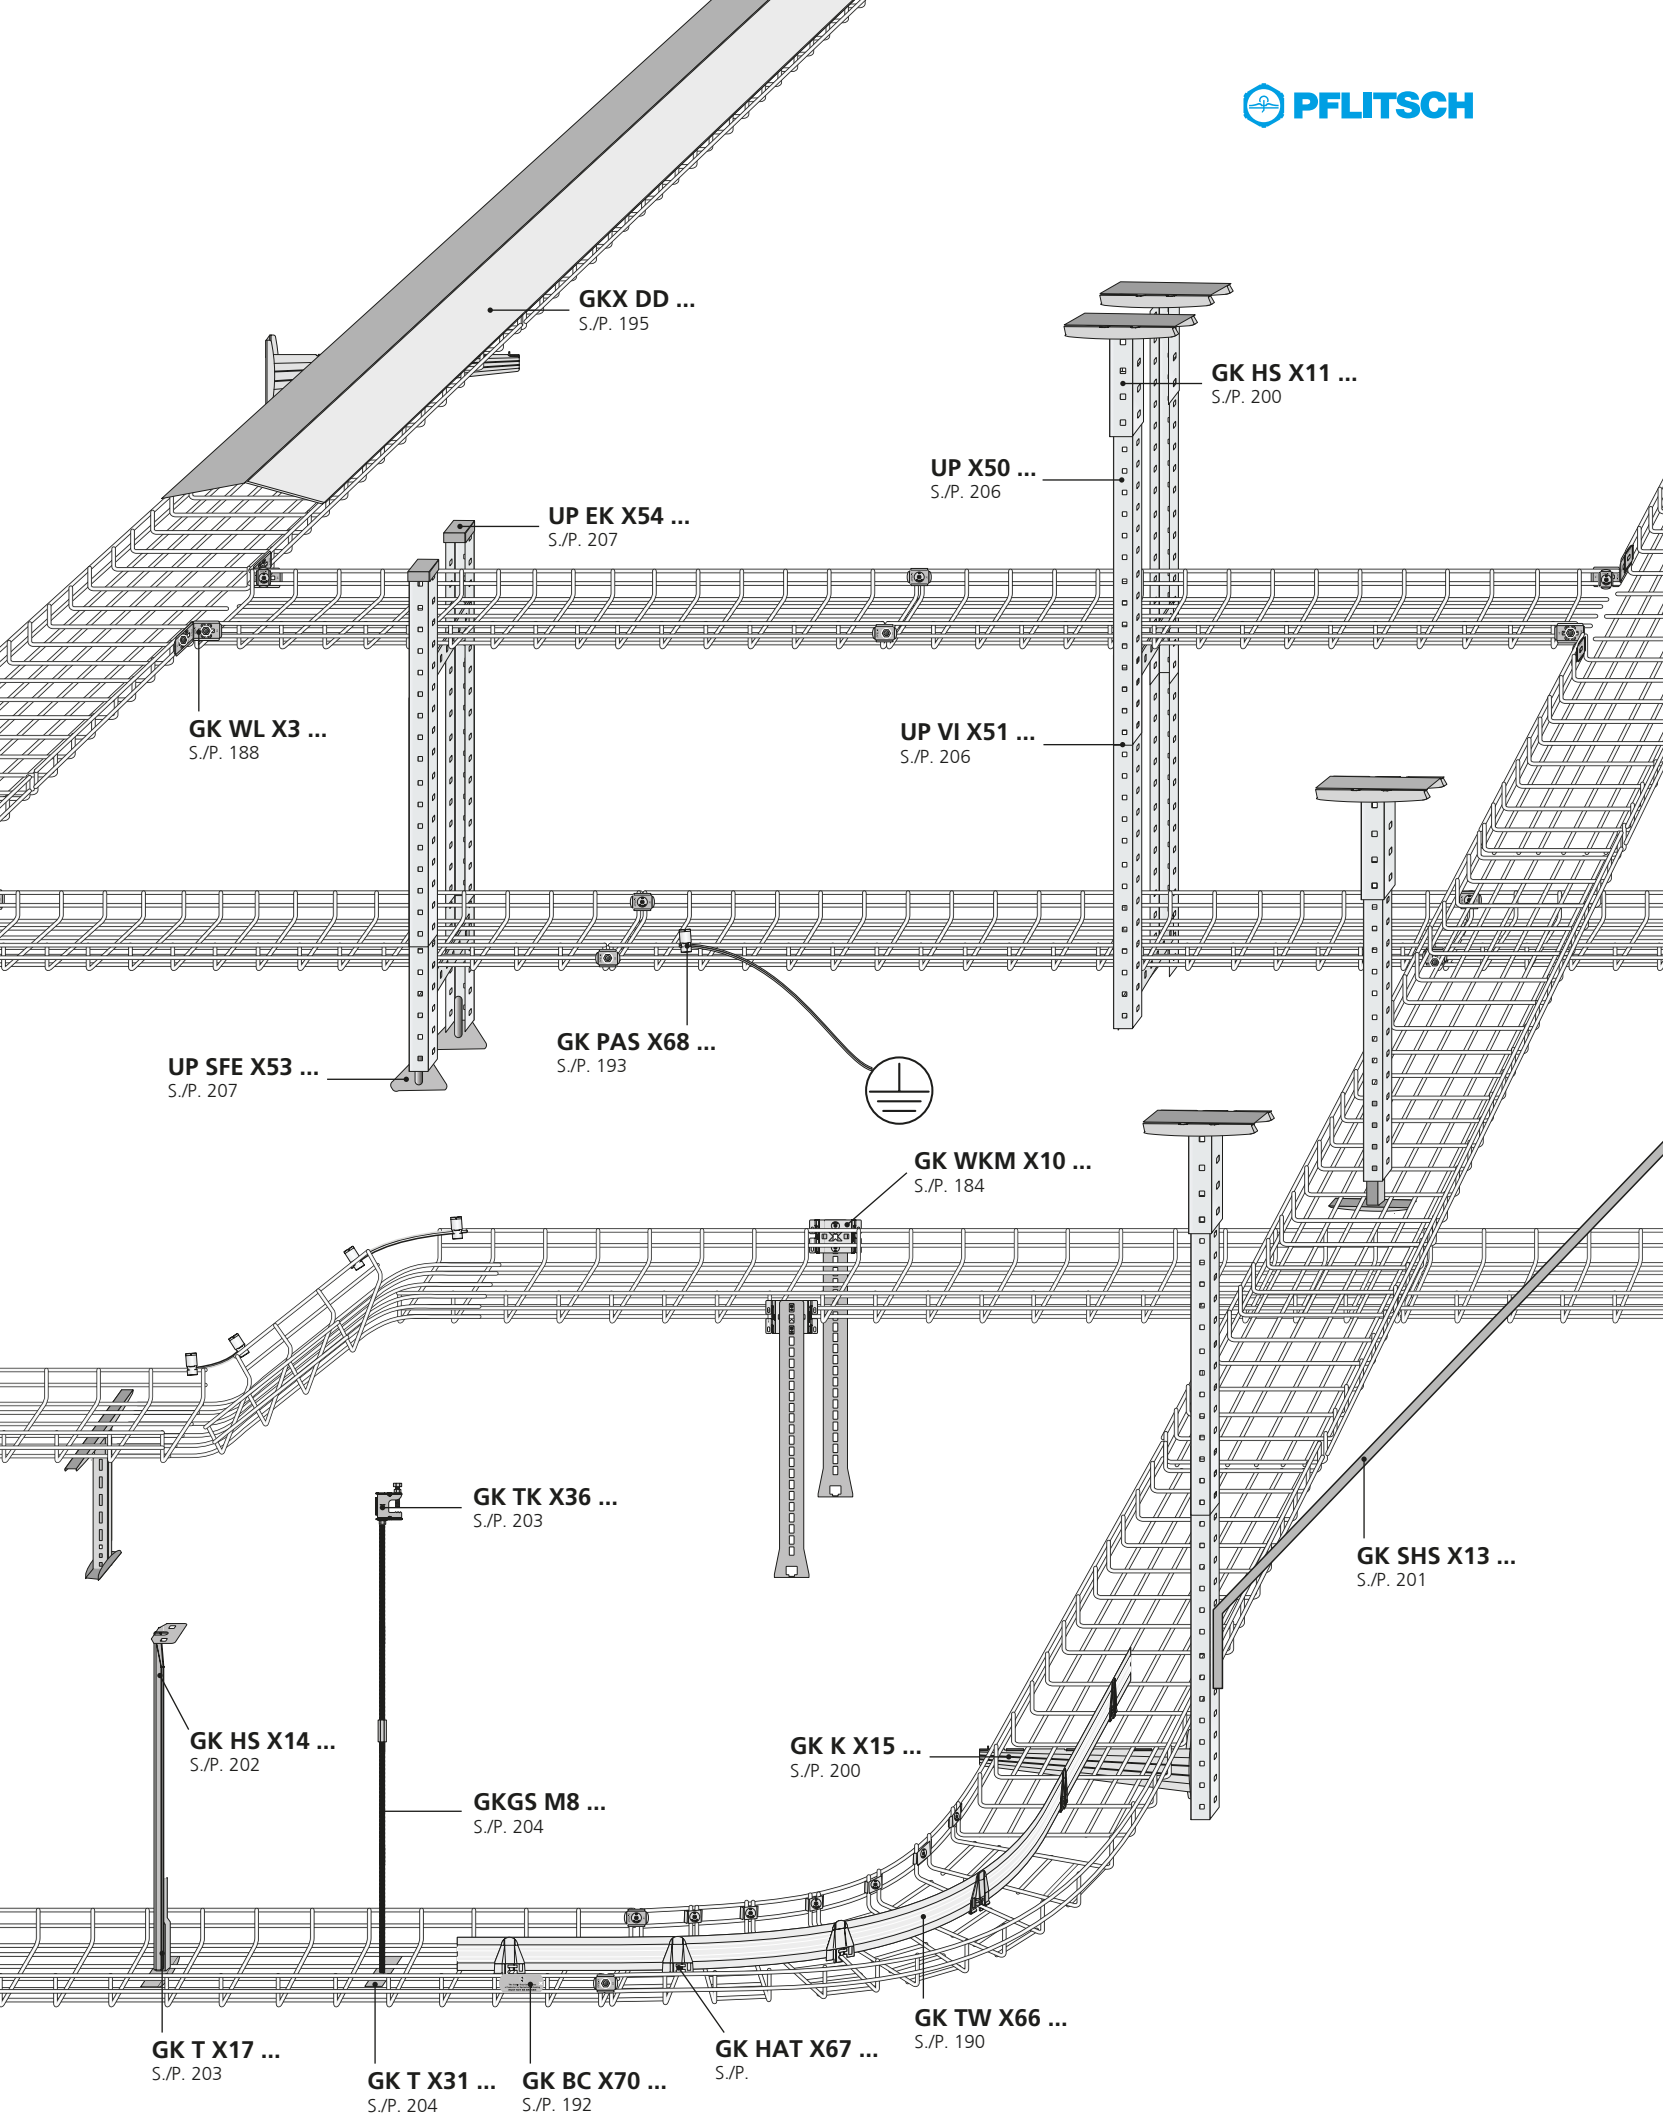 PFLITSCH
GKX DD ...
S./P. 195
GK HS X11 ...
S./P. 200
UP X50 ...
S./P. 206
UP EK X54 ...
S./P. 207
GK WL X3 ...
S./P. 188
UP VI X51 ...
S./P. 206
GK PAS X68 ...
S./P. 193
UP SFE X53 ...
S./P. 207
GK WKM X10 ...
S./P. 184
GK TK X36 ...
S./P. 203
GK SHS X13 ...
S./P. 201
GK HS X14 ...
S./P. 202
GK K X15 ...
S./P. 200
GKGS M8 ...
S./P. 204
GK TW X66 ...
S./P. 190
GK T X17 ...
S./P. 203
GK HAT X67 ...
S./P.
GK T X31 ...
S./P. 204
GK BC X70 ...
S./P. 192